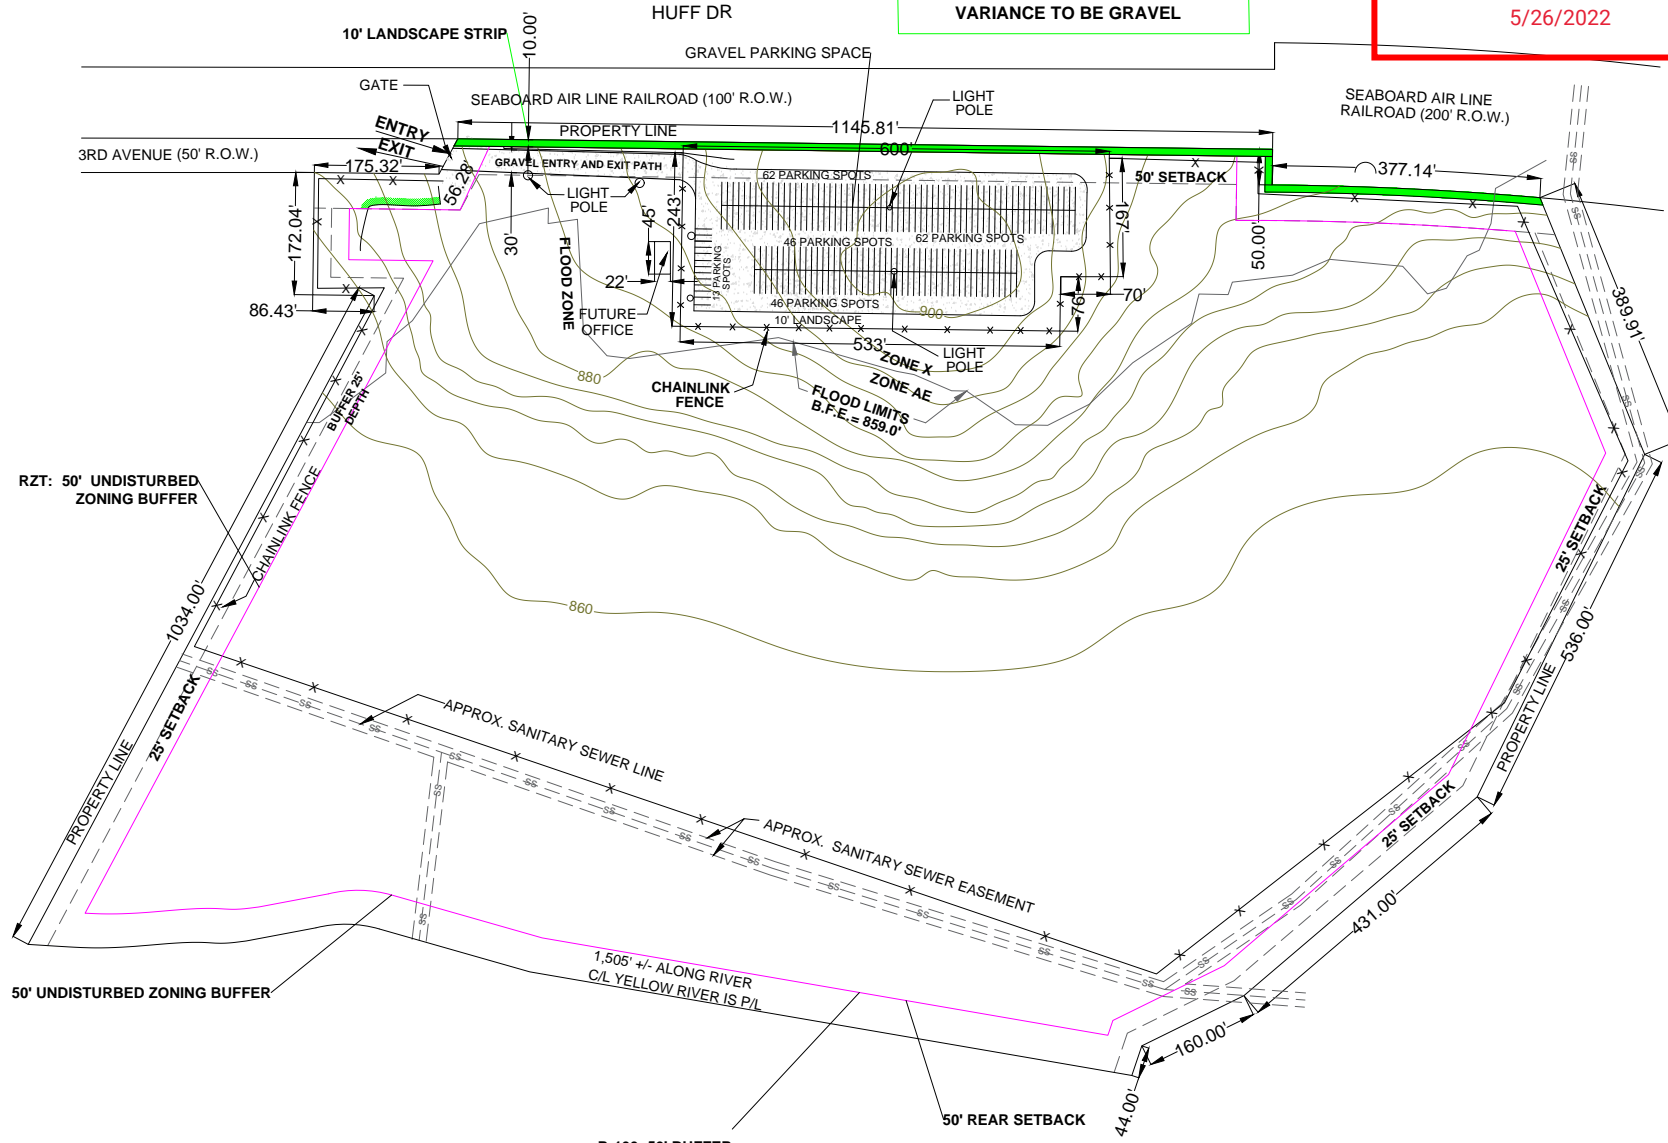 HUFF DR
VARIANCE TO BE GRAVEL
5/26/2022
10' LANDSCAPE STRIP
10.00'
GRAVEL PARKING SPACE
GATE
SEABOARD AIR LINE RAILROAD (100' R.O.W.)
LIGHT
POLE
SEABOARD AIR LINE
RAILROAD (200' R.O.W.)
ENTRY
EXIT
PROPERTY LINE
1145.81'
600'
3RD AVENUE (50' R.O.W.)
175.32'
56.28'
GRAVEL ENTRY AND EXIT PATH
62 PARKING SPOTS
50' SETBACK
377.14'
LIGHT
POLE
172.04'
30'
45'
243'
167'
50.00'
FLOOD ZONE
46 PARKING SPOTS
62 PARKING SPOTS
13 PARKING
SPOTS
22'
86.43'
FUTURE
OFFICE
46 PARKING SPOTS
10' LANDSCAPE
900
76'
70'
389.91'
533'
LIGHT
POLE
ZONE X
ZONE AE
880
CHAINLINK
FENCE
FLOOD LIMITS
B.F.E.= 859.0'
BUFFER 25'
DEPTH
RZT: 50' UNDISTURBED
ZONING BUFFER
CHAINLINK FENCE
25' SETBACK
860
1034.00'
536.00'
SS
SS
SS
SS
SS
25' SETBACK
PROPERTY LINE
APPROX. SANITARY SEWER LINE
PROPERTY LINE
25' SETBACK
APPROX. SANITARY SEWER EASEMENT
431.00'
1,505' +/- ALONG RIVER
C/L YELLOW RIVER IS P/L
50' UNDISTURBED ZONING BUFFER
160.00'
44.00'
50' REAR SETBACK